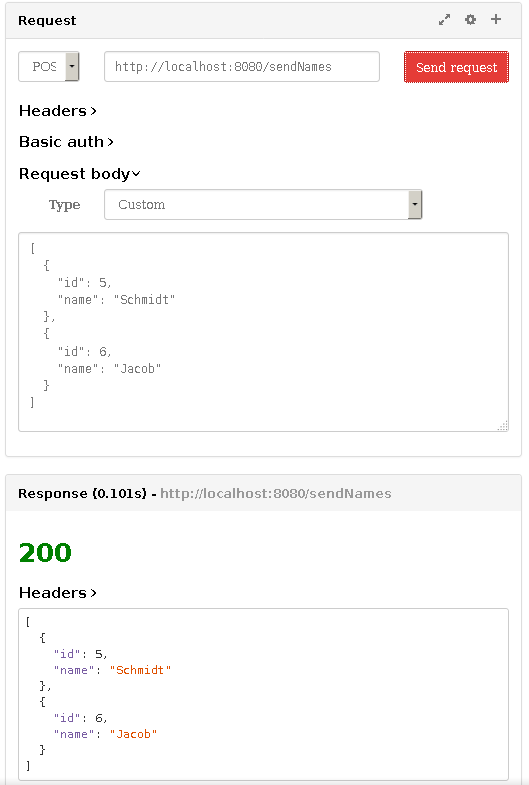 Request
POS
http://localhost:8080/sendNames
Send request
Headers
Basic auth
Request body
Type
Custom
[
  {
    "id": 5,
    "name": "Schmidt"
  },
  {
    "id": 6,
    "name": "Jacob"
  }
]
Response (0.101s) - http://localhost:8080/sendNames
200
Headers
[
  {
    "id": 5,
    "name": "Schmidt"
  },
  {
    "id": 6,
    "name": "Jacob"
  }
]